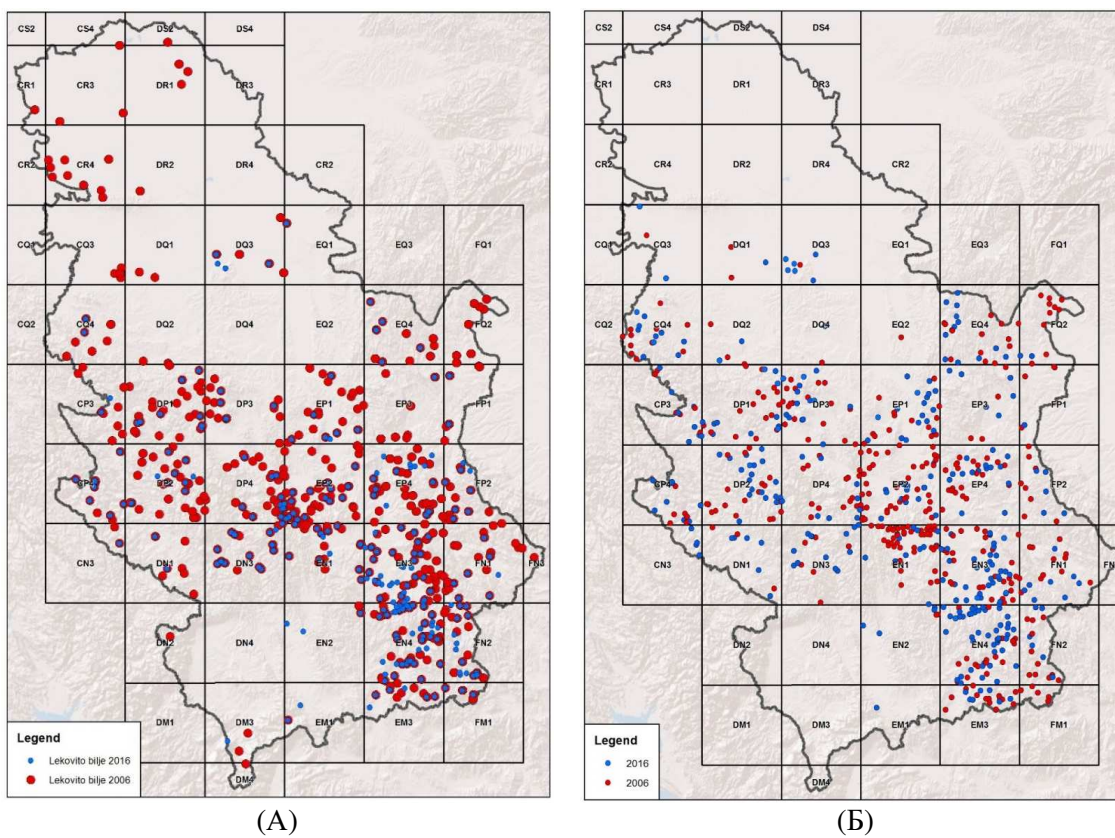 CS2 CS4 DS2 DS4
CR1 CR3 DR1 DR3
CR2 CR4 DR2 DR4 CR2
CQ1 CQ3 DQ1 DQ3 EQ1 EQ3 FQ1
CQ2 CQ4 DQ2 DQ4 EQ2 EQ4 FQ2
CP3 DP1 DP3 EP1 EP3 FP1
CP4 DP2 DP4 EP2 EP4 FP2
CN3 DN1 DN3 EN1 EN3 FN1 FN3
DN2 DN4 EN2 EN4 FN2
DM1 DM3 EM1 EM3 FM1
DM4
Legend
Lekovito bilje 2016
Lekovito bilje 2006
(А)
CS2 CS4 DS2 DS4
CR1 CR3 DR1 DR3
CR2 CR4 DR2 DR4 CR2
CQ1 CQ3 DQ1 DQ3 EQ1 EQ3 FQ1
CQ2 CQ4 DQ2 DQ4 EQ2 EQ4 FQ2
CP3 DP1 DP3 EP1 EP3 FP1
CP4 DP2 DP4 EP2 EP4 FP2
CN3 DN1 DN3 EN1 EN3 FN1
DN2 DN4 EN2 EN4 FN2
DM1 DM3 EM1 EM3 FM1
DM4
Legend
2016
2006
(Б)